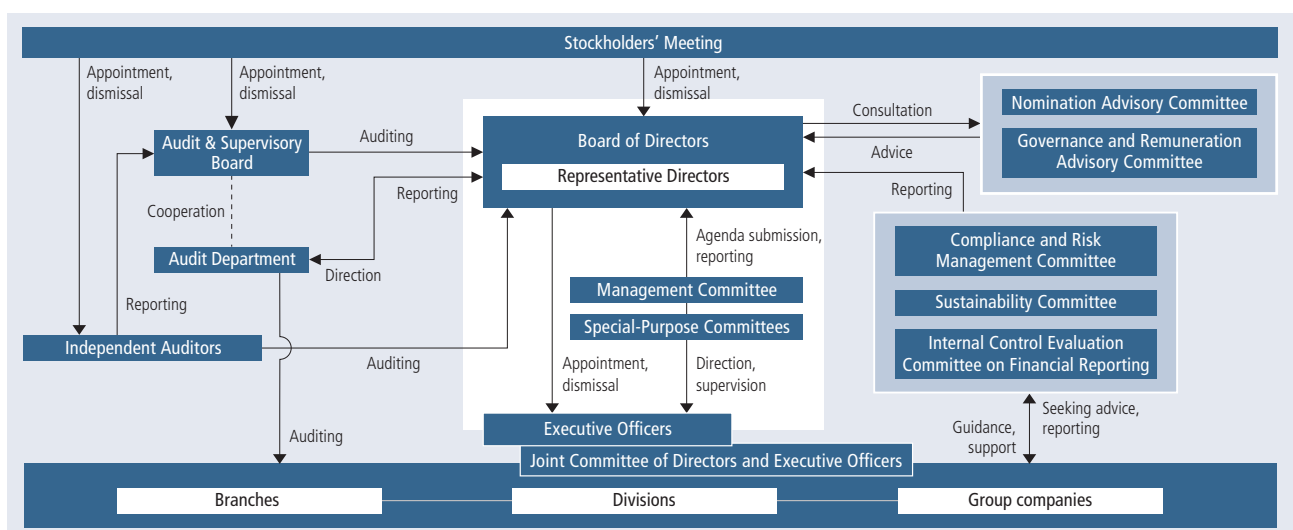 Stockholders' Meeting
Appointment,
dismissal
Appointment,
dismissal
Appointment,
dismissal
Consultation
Nomination Advisory Committee
Audit & Supervisory
Board
Auditing
Board of Directors
Governance and Remuneration
Advisory Committee
Advice
Representative Directors
Reporting
Reporting
Cooperation
Agenda submission,
reporting
Compliance and Risk
Management Committee
Audit Department
Direction
Management Committee
Sustainability Committee
Reporting
Special-Purpose Committees
Independent Auditors
Auditing
Internal Control Evaluation
Committee on Financial Reporting
Appointment,
dismissal
Direction,
supervision
Seeking advice,
reporting
Guidance,
support
Executive Officers
Auditing
Joint Committee of Directors and Executive Officers
Branches
Divisions
Group companies